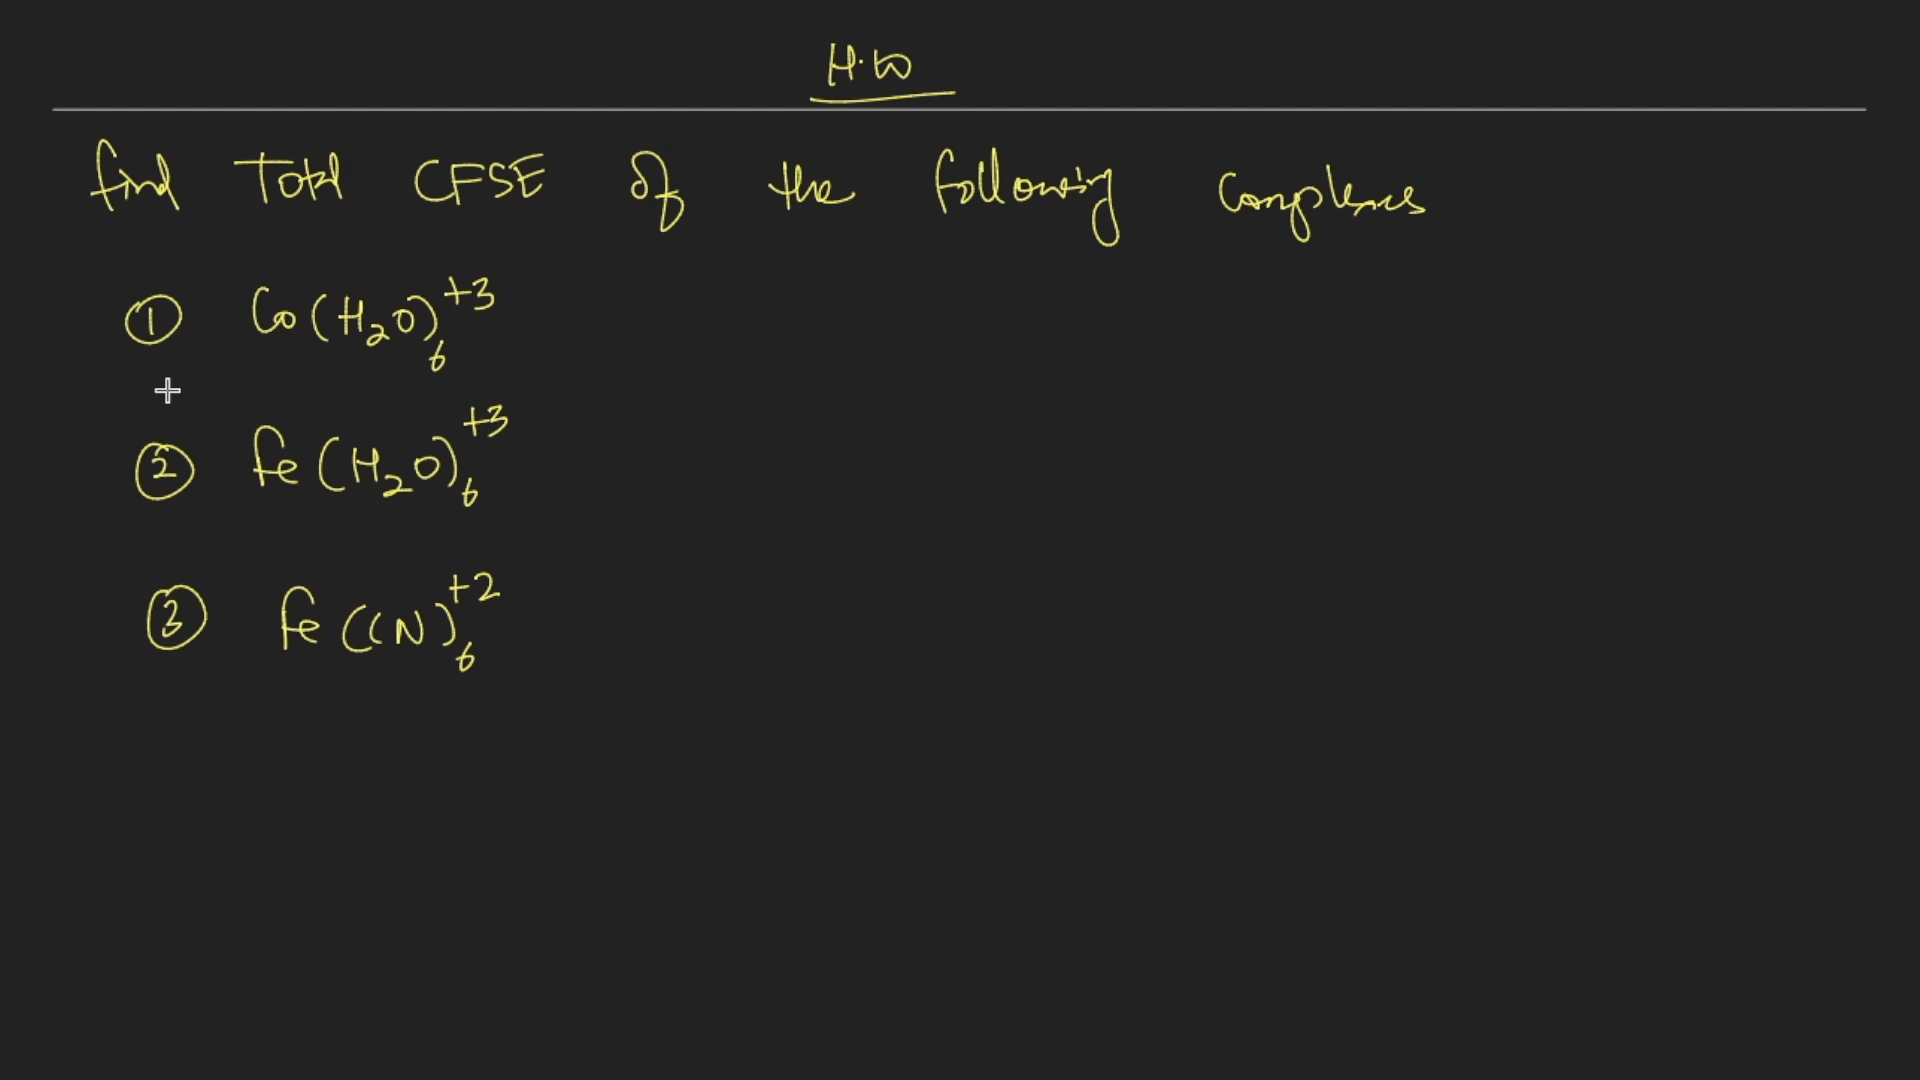 H.W
find Total CFSE of the following Complexes
① Co(H₂O)₆⁺³
② Fe(H₂O)₆⁺³
③ Fe(CN)₆⁺²